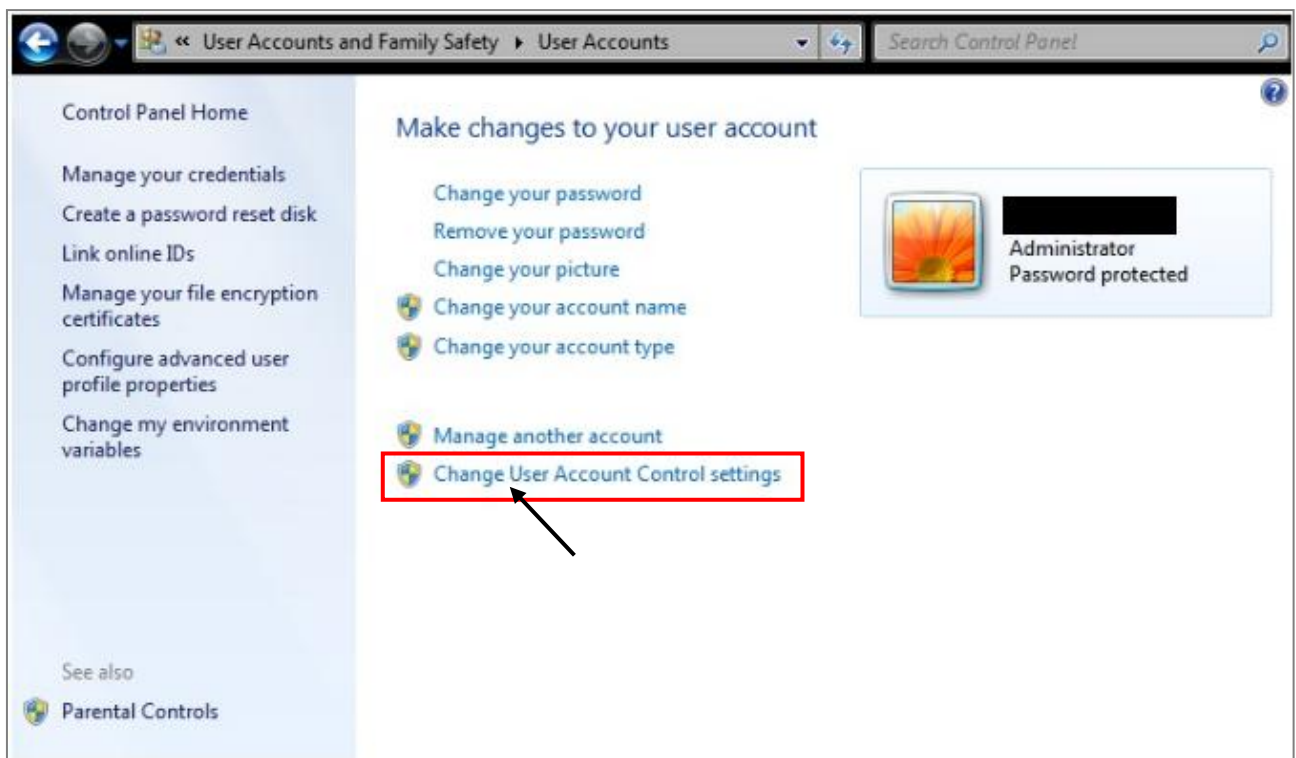 « User Accounts and Family Safety ▸ User Accounts
Search Control Panel
Control Panel Home
Manage your credentials
Create a password reset disk
Link online IDs
Manage your file encryption
certificates
Configure advanced user
profile properties
Change my environment
variables
See also
Parental Controls
Make changes to your user account
Change your password
Remove your password
Change your picture
Change your account name
Change your account type
Manage another account
Change User Account Control settings
Administrator
Password protected